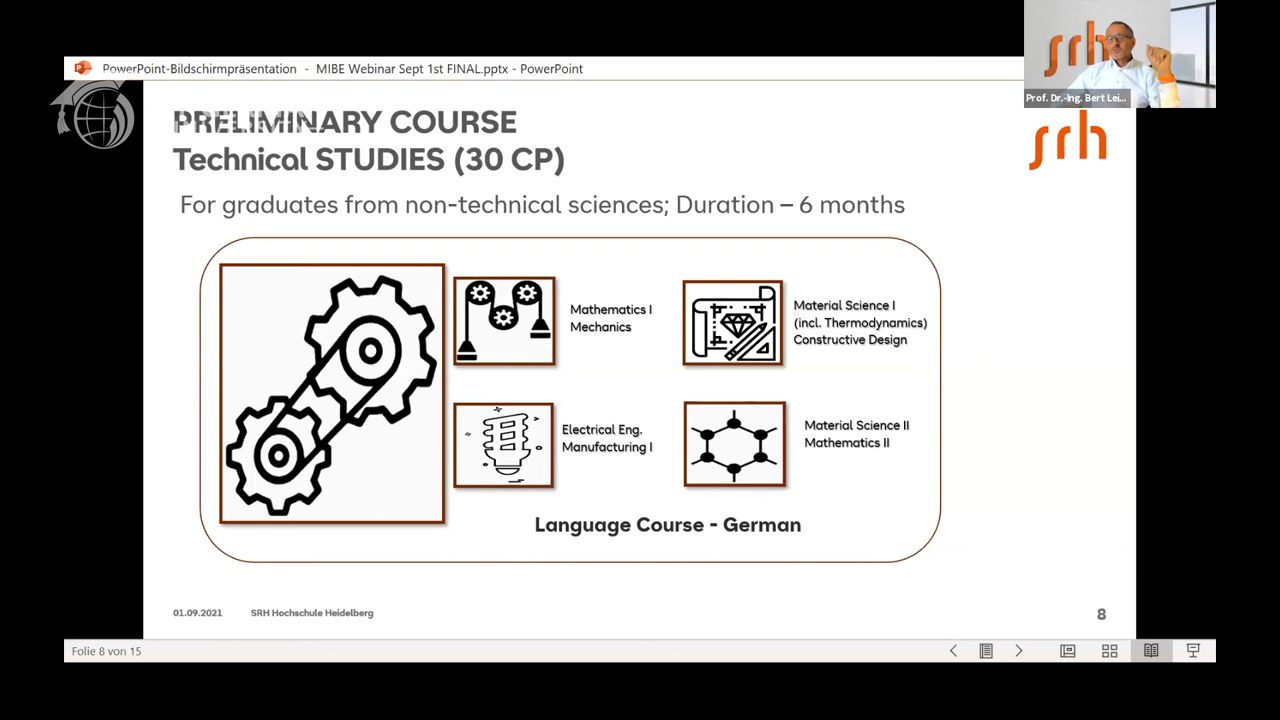 PowerPoint-Bildschirmpräsentation - MIBE Webinar Sept 1st FINAL.pptx - PowerPoint
srh
Prof. Dr.-Ing. Bert Lei...
PRELIMINARY COURSE
Technical STUDIES (30 CP)
srh
For graduates from non-technical sciences; Duration – 6 months
Mathematics I
Mechanics
Material Science I
(incl. Thermodynamics)
Constructive Design
Electrical Eng.
Manufacturing I
Material Science II
Mathematics II
Language Course - German
01.09.2021 SRH Hochschule Heidelberg
8
Folie 8 von 15